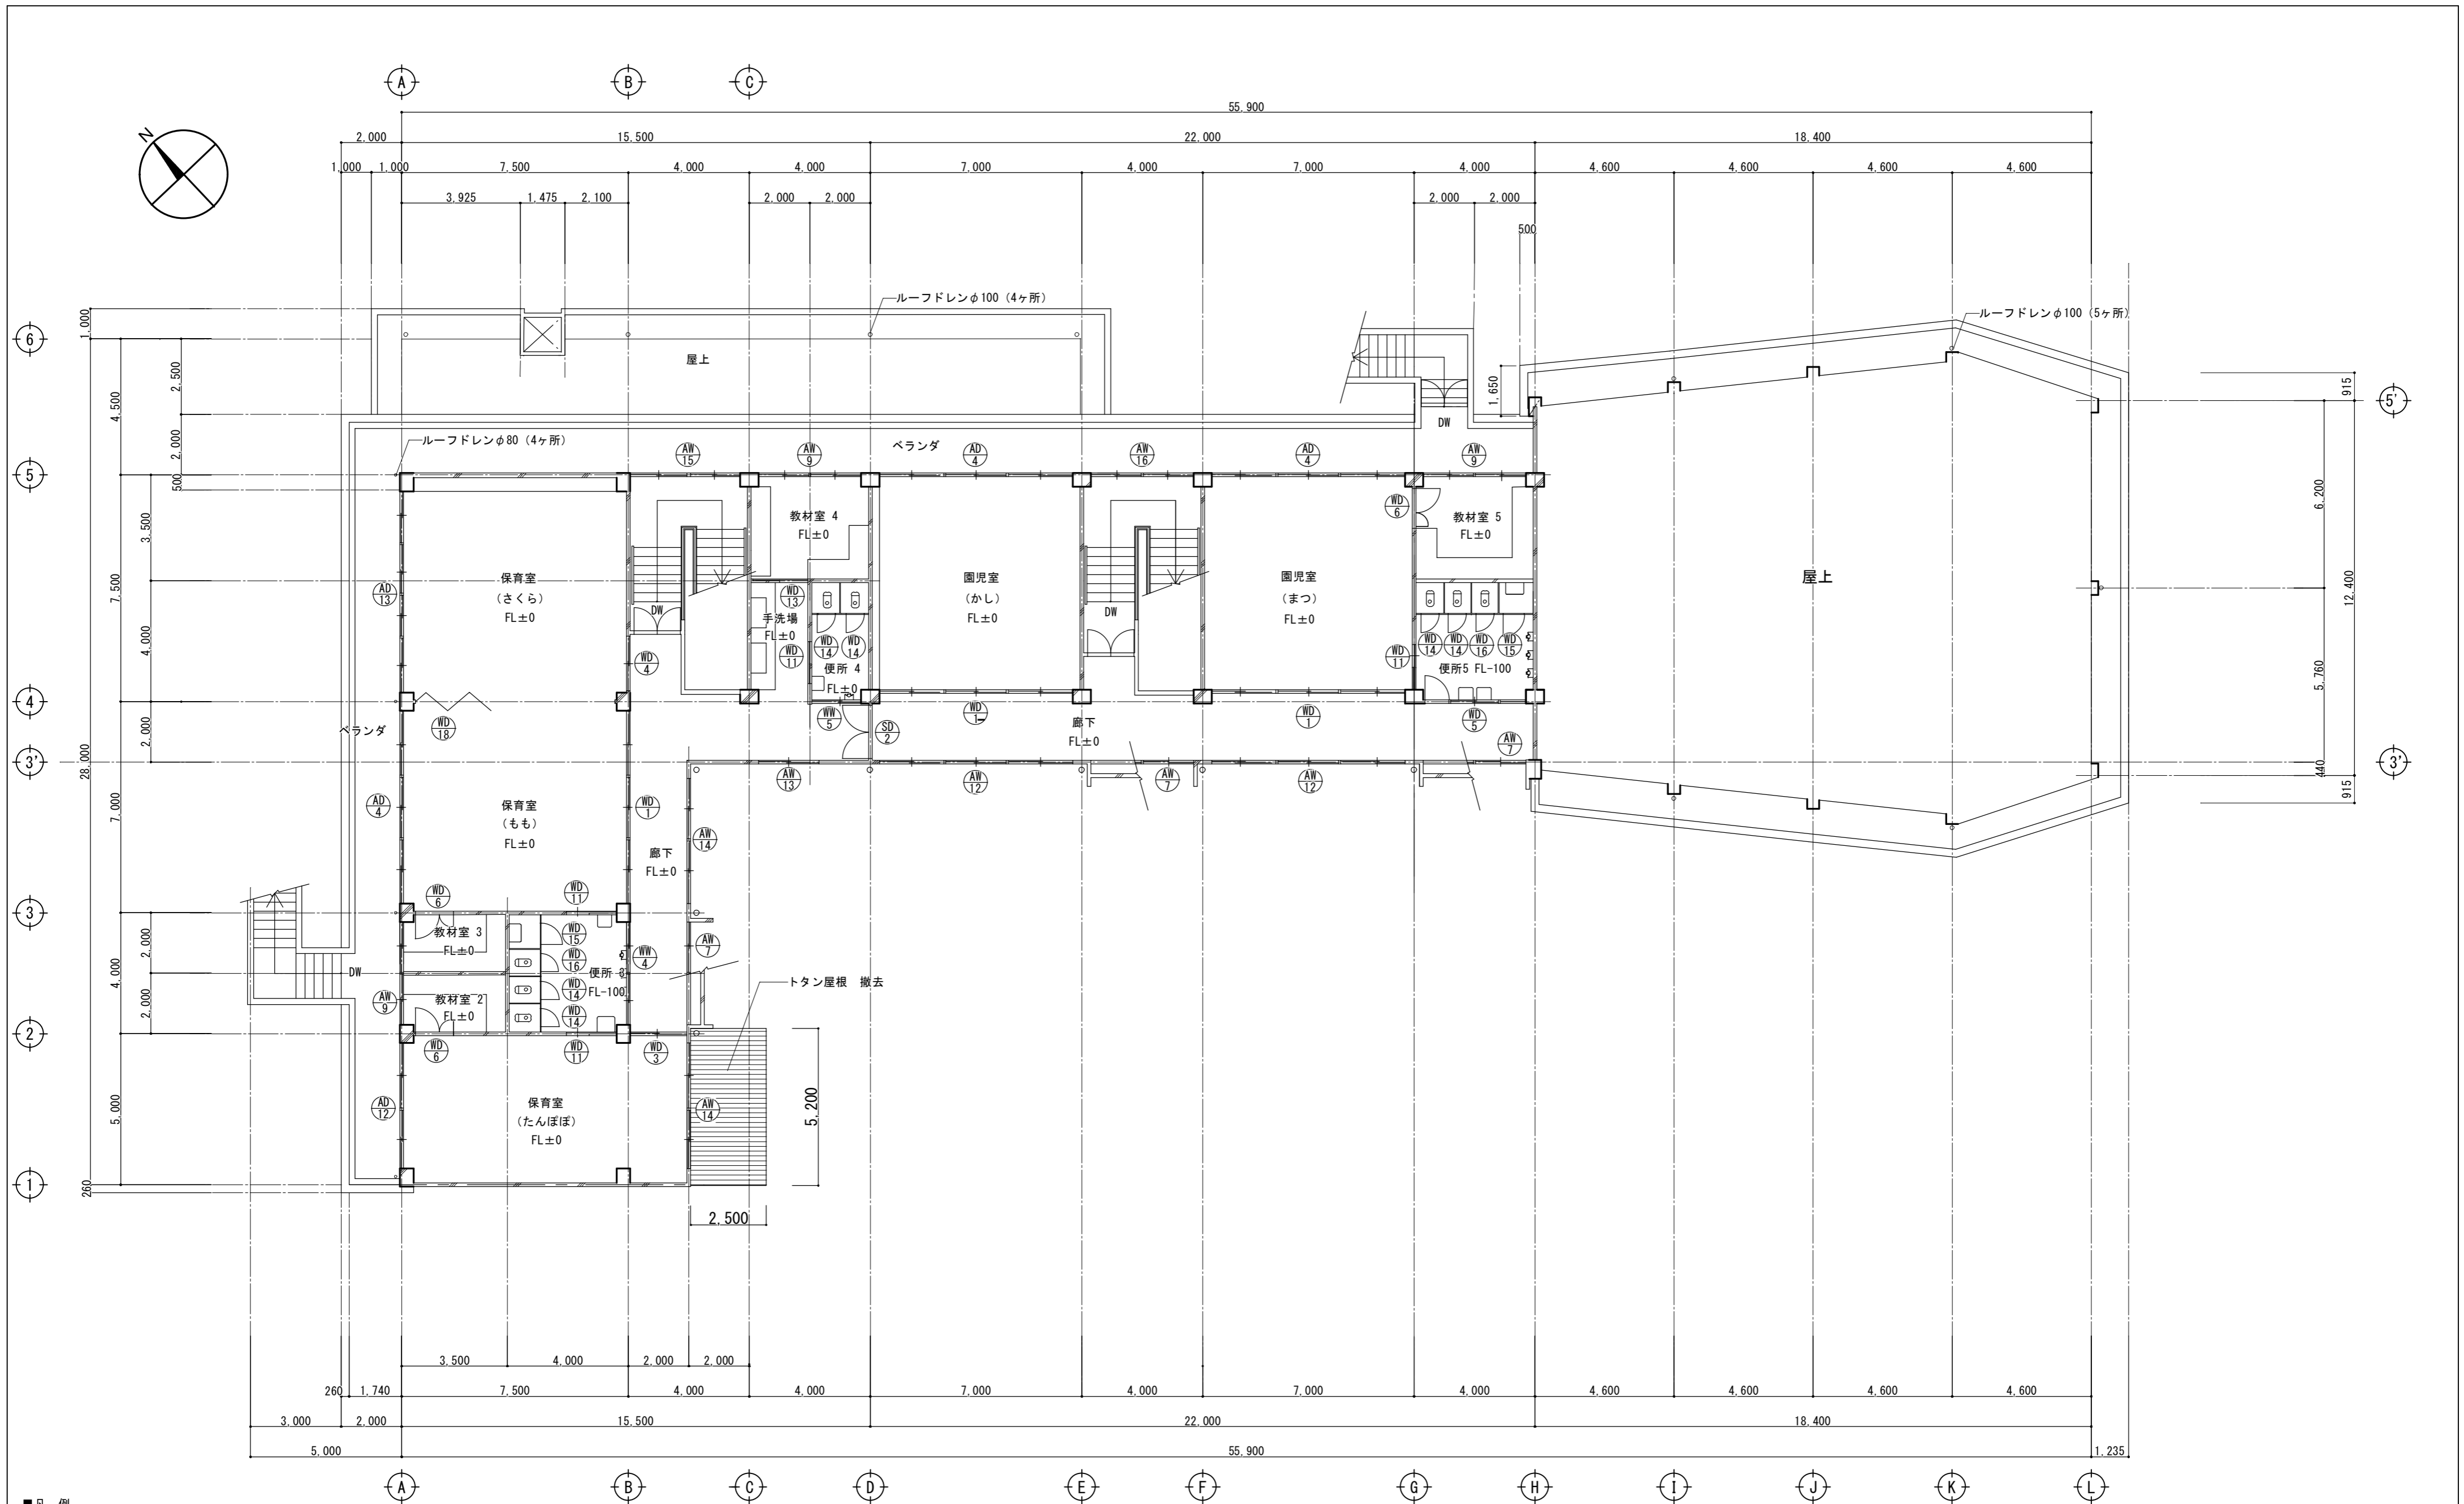 A B C
55.900
2.000 15.500 22.000 18.400
1.000 1.000 7.500 4.000 4.000 7.000 4.000 7.000 4.000 4.600 4.600 4.600 4.600
3.925 1.475 2.100 2.000 2.000 2.000 2.000
500
N
ルーフドレンφ100(4ヶ所)
ルーフドレンφ100(5ヶ所)
1.000
6
屋上
2.500
4.500
1.650
915
5'
DW
ルーフドレンφ80(4ヶ所)
ベランダ
2.000
AW 15
AW 9
AD 4
AW 16
AD 4
AW 9
5
500
WD 6
6.200
教材室 4
FL±0
教材室 5
FL±0
3.500
保育室
(さくら)
FL±0
園児室
(かし)
FL±0
園児室
(まつ)
FL±0
屋上
7.500
12.400
AD 13
WD 13
DW
DW
手洗場
FL±0
4.000
WD 4
WD 11
WD 14
WD 14
便所 4
FL±0
WD 11
WD 14
WD 14
WD 16
WD 15
便所5 FL-100
5.760
4
WD 18
WW 5
SD 2
WD 1
WD 1
WD 5
廊下
FL±0
AW 7
ベランダ
2.000
28.000
3'
3'
AW 13
AW 12
AW 7
AW 12
440
915
7.000
AD 4
保育室
(もも)
FL±0
WD 1
AW 14
廊下
FL±0
WD 6
WD 11
3
教材室 3
FL±0
WD 15
WD 16
WW 4
AW 7
2.000
4.000
DW
便所 3
FL-100
トタン屋根 撤去
教材室 2
FL±0
WD 14
WD 14
AW 9
2.000
2
WD 6
WD 11
WD 3
5.000
AD 12
保育室
(たんぽぽ)
FL±0
AW 14
5.200
1
260
2.500
3.500 4.000 2.000 2.000
260 1.740 7.500 4.000 4.000 7.000 4.000 7.000 4.000 4.600 4.600 4.600 4.600
3.000 2.000 15.500 22.000 18.400
5.000 55.900 1.235
A B C D E F G H I J K L